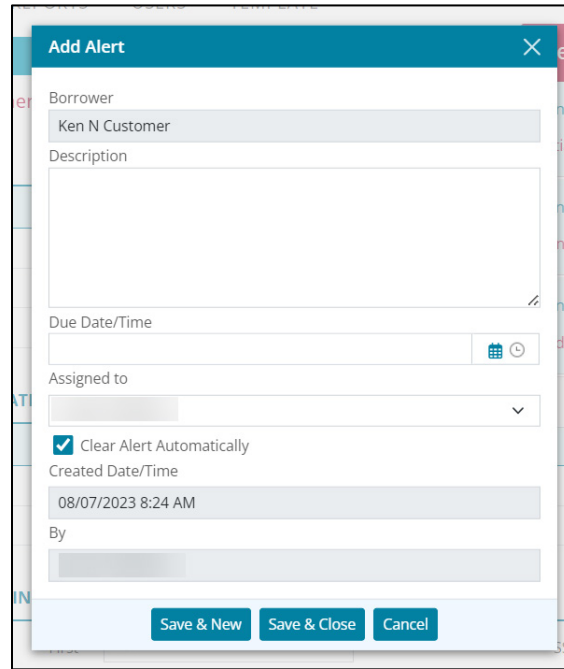 Add Alert
Borrower
Ken N Customer
Description
Due Date/Time
Assigned to
Clear Alert Automatically
Created Date/Time
08/07/2023 8:24 AM
By
Save & New Save & Close Cancel